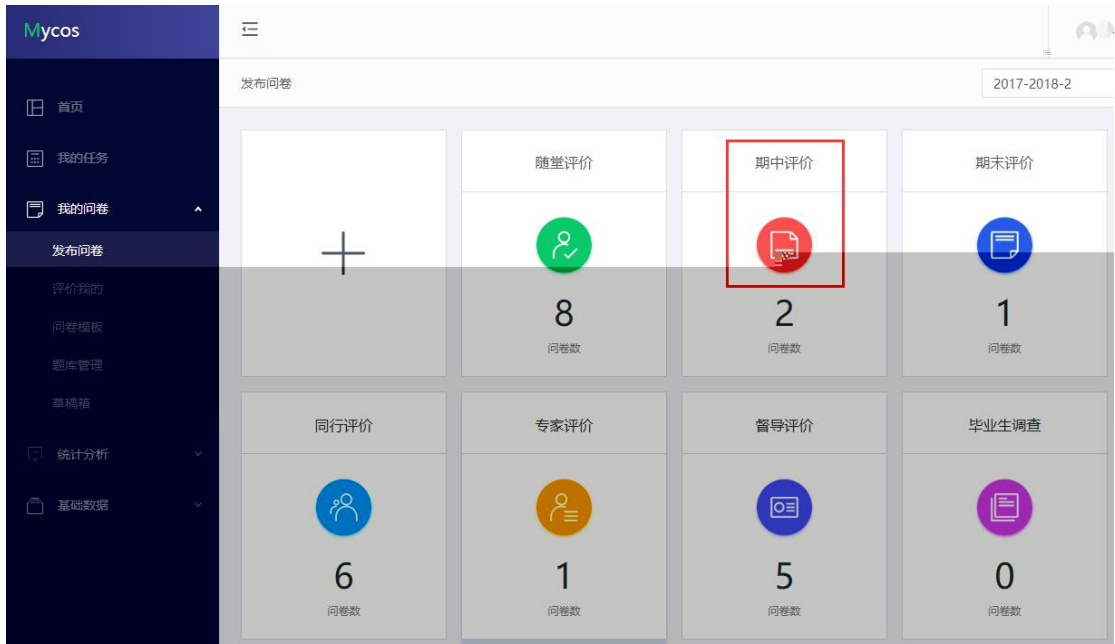 Mycos
发布问卷
2017-2018-2
首页
我的任务
我的问卷
发布问卷
评价我的
问卷模板
题库管理
草稿箱
统计分析
基础数据
随堂评价
期中评价
期末评价
8
2
1
问卷数
问卷数
问卷数
同行评价
专家评价
督导评价
毕业生调查
6
1
5
0
问卷数
问卷数
问卷数
问卷数